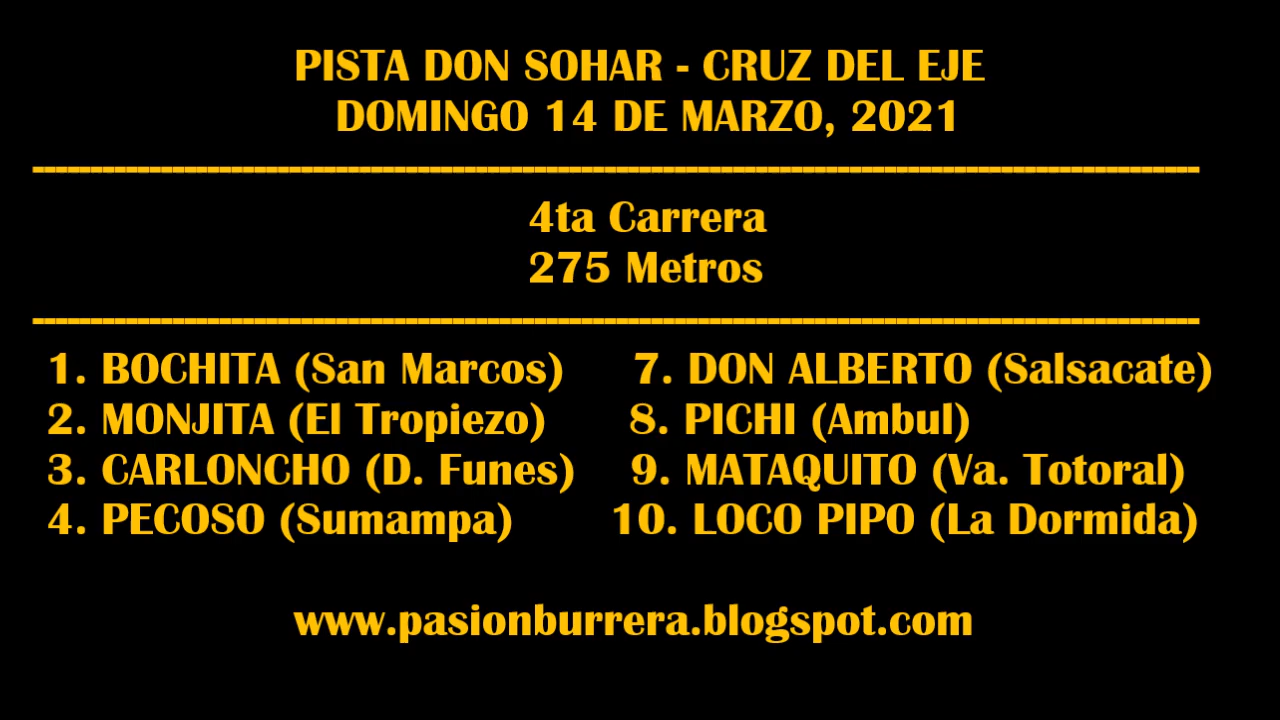 PISTA DON SOHAR - CRUZ DEL EJE
DOMINGO 14 DE MARZO, 2021
4ta Carrera
275 Metros
1. BOCHITA (San Marcos)
2. MONJITA (El Tropiezo)
3. CARLONCHO (D. Funes)
4. PECOSO (Sumampa)
7. DON ALBERTO (Salsacate)
8. PICHI (Ambul)
9. MATAQUITO (Va. Totoral)
10. LOCO PIPO (La Dormida)
www.pasionburrera.blogspot.com